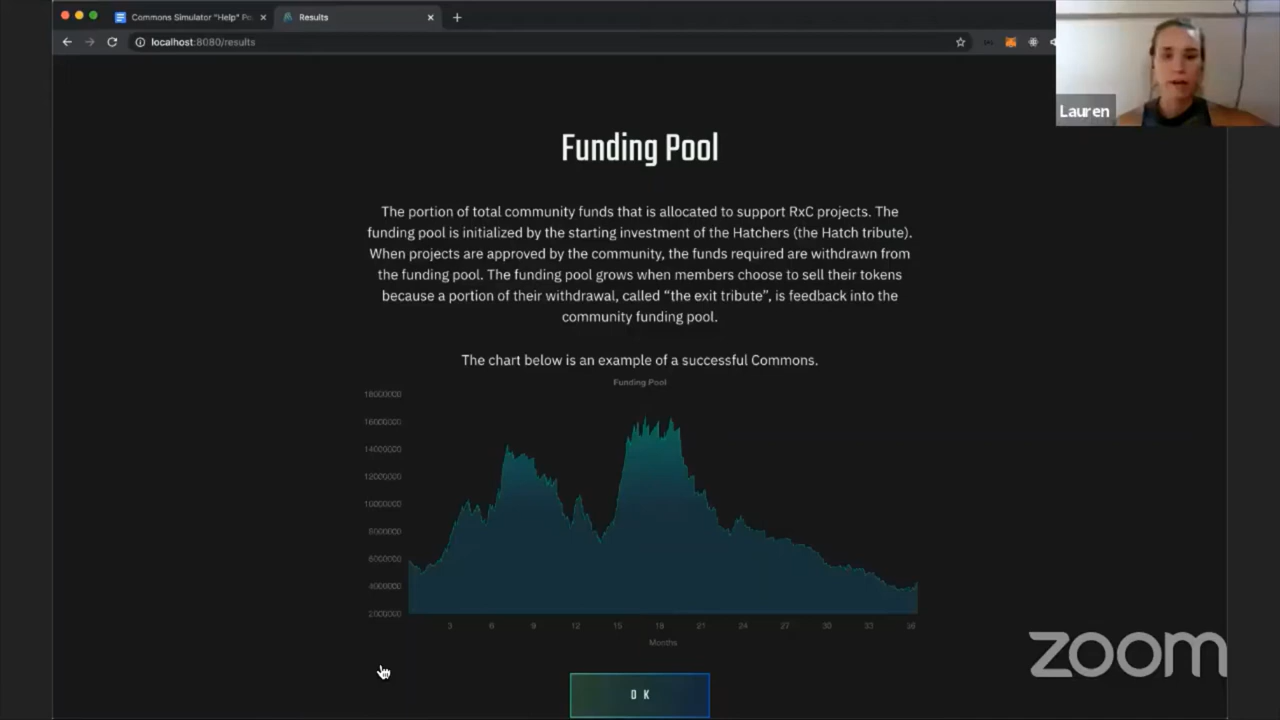 Commons Simulator "Help" Po
Results
localhost:8080/results
Lauren
Funding Pool
The portion of total community funds that is allocated to support RxC projects. The
funding pool is initialized by the starting investment of the Hatchers (the Hatch tribute).
When projects are approved by the community, the funds required are withdrawn from
the funding pool. The funding pool grows when members choose to sell their tokens
because a portion of their withdrawal, called “the exit tribute”, is feedback into the
community funding pool.
The chart below is an example of a successful Commons.
Funding Pool
18000000
16000000
14000000
12000000
10000000
8000000
6000000
4000000
2000000
3 6 9 12 15 18 21 24 27 30 33 36
Months
OK
zoom